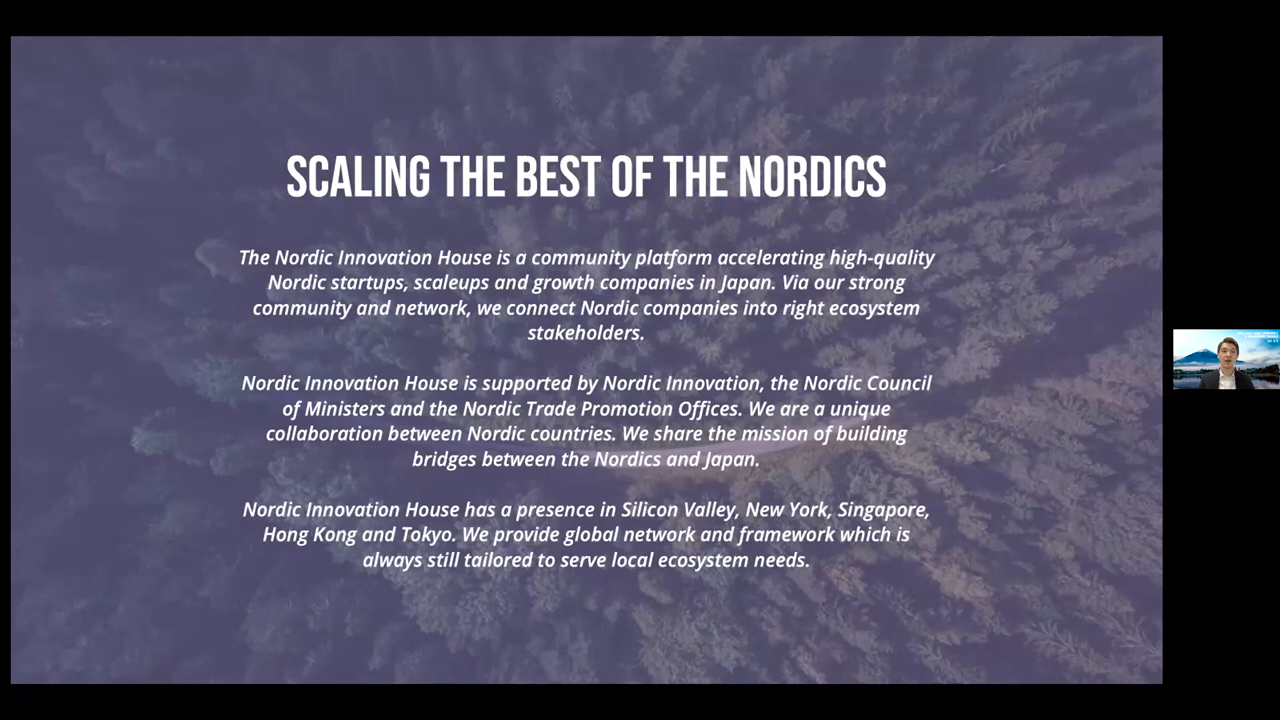 SCALING THE BEST OF THE NORDICS
The Nordic Innovation House is a community platform accelerating high-quality
Nordic startups, scaleups and growth companies in Japan. Via our strong
community and network, we connect Nordic companies into right ecosystem
stakeholders.
Nordic Innovation House is supported by Nordic Innovation, the Nordic Council
of Ministers and the Nordic Trade Promotion Offices. We are a unique
collaboration between Nordic countries. We share the mission of building
bridges between the Nordics and Japan.
Nordic Innovation House has a presence in Silicon Valley, New York, Singapore,
Hong Kong and Tokyo. We provide global network and framework which is
always still tailored to serve local ecosystem needs.